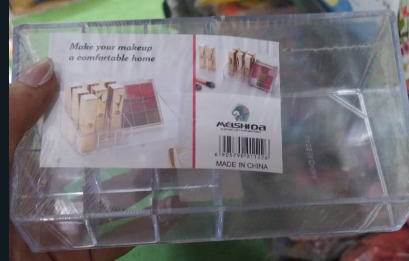 Make your makeup
a comfortable home
MEISHIDA
MADE IN CHINA